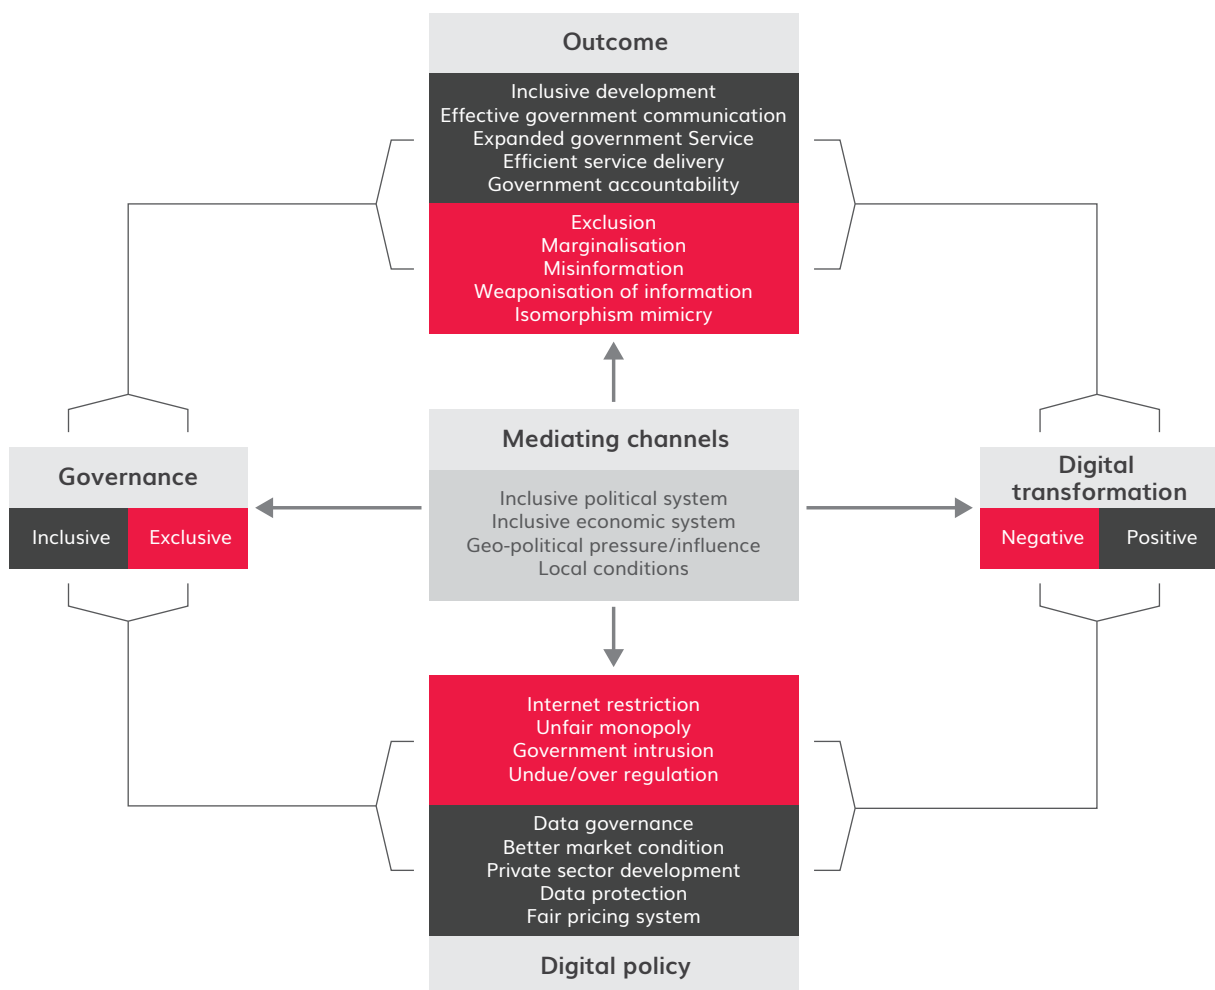 Outcome
Inclusive development
Effective government communication
Expanded government Service
Efficient service delivery
Government accountability
Exclusion
Marginalisation
Misinformation
Weaponisation of information
Isomorphism mimicry
Mediating channels
Inclusive political system
Inclusive economic system
Geo-political pressure/influence
Local conditions
Governance
Inclusive
Exclusive
Digital
transformation
Negative
Positive
Internet restriction
Unfair monopoly
Government intrusion
Undue/over regulation
Data governance
Better market condition
Private sector development
Data protection
Fair pricing system
Digital policy